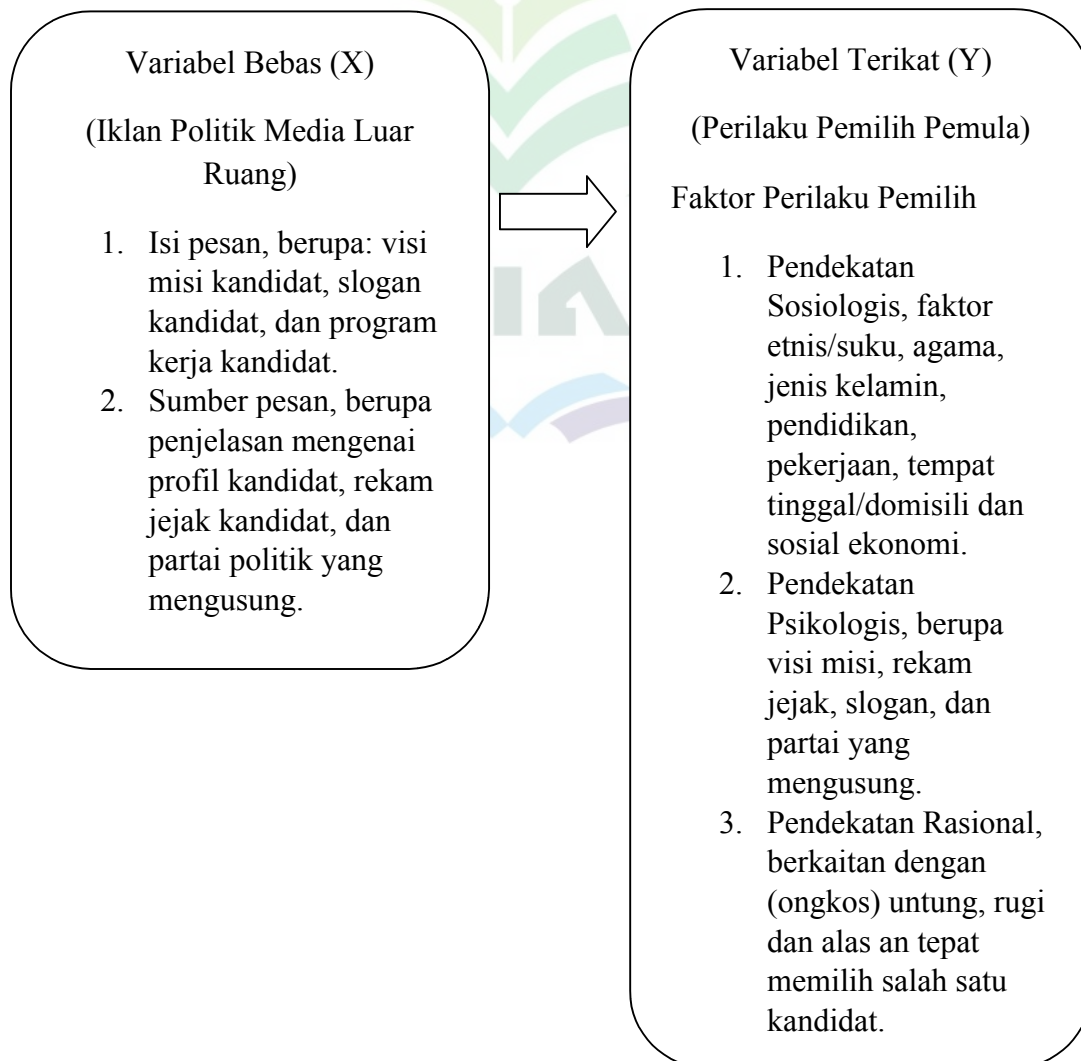 Variabel Bebas (X)
(Iklan Politik Media Luar
Ruang)
1. Isi pesan, berupa: visi
misi kandidat, slogan
kandidat, dan program
kerja kandidat.
2. Sumber pesan, berupa
penjelasan mengenai
profil kandidat, rekam
jejak kandidat, dan
partai politik yang
mengusung.
Variabel Terikat (Y)
(Perilaku Pemilih Pemula)
Faktor Perilaku Pemilih
1. Pendekatan
Sosiologis, faktor
etnis/suku, agama,
jenis kelamin,
pendidikan,
pekerjaan, tempat
tinggal/domisili dan
sosial ekonomi.
2. Pendekatan
Psikologis, berupa
visi misi, rekam
jejak, slogan, dan
partai yang
mengusung.
3. Pendekatan Rasional,
berkaitan dengan
(ongkos) untung, rugi
dan alas an tepat
memilih salah satu
kandidat.